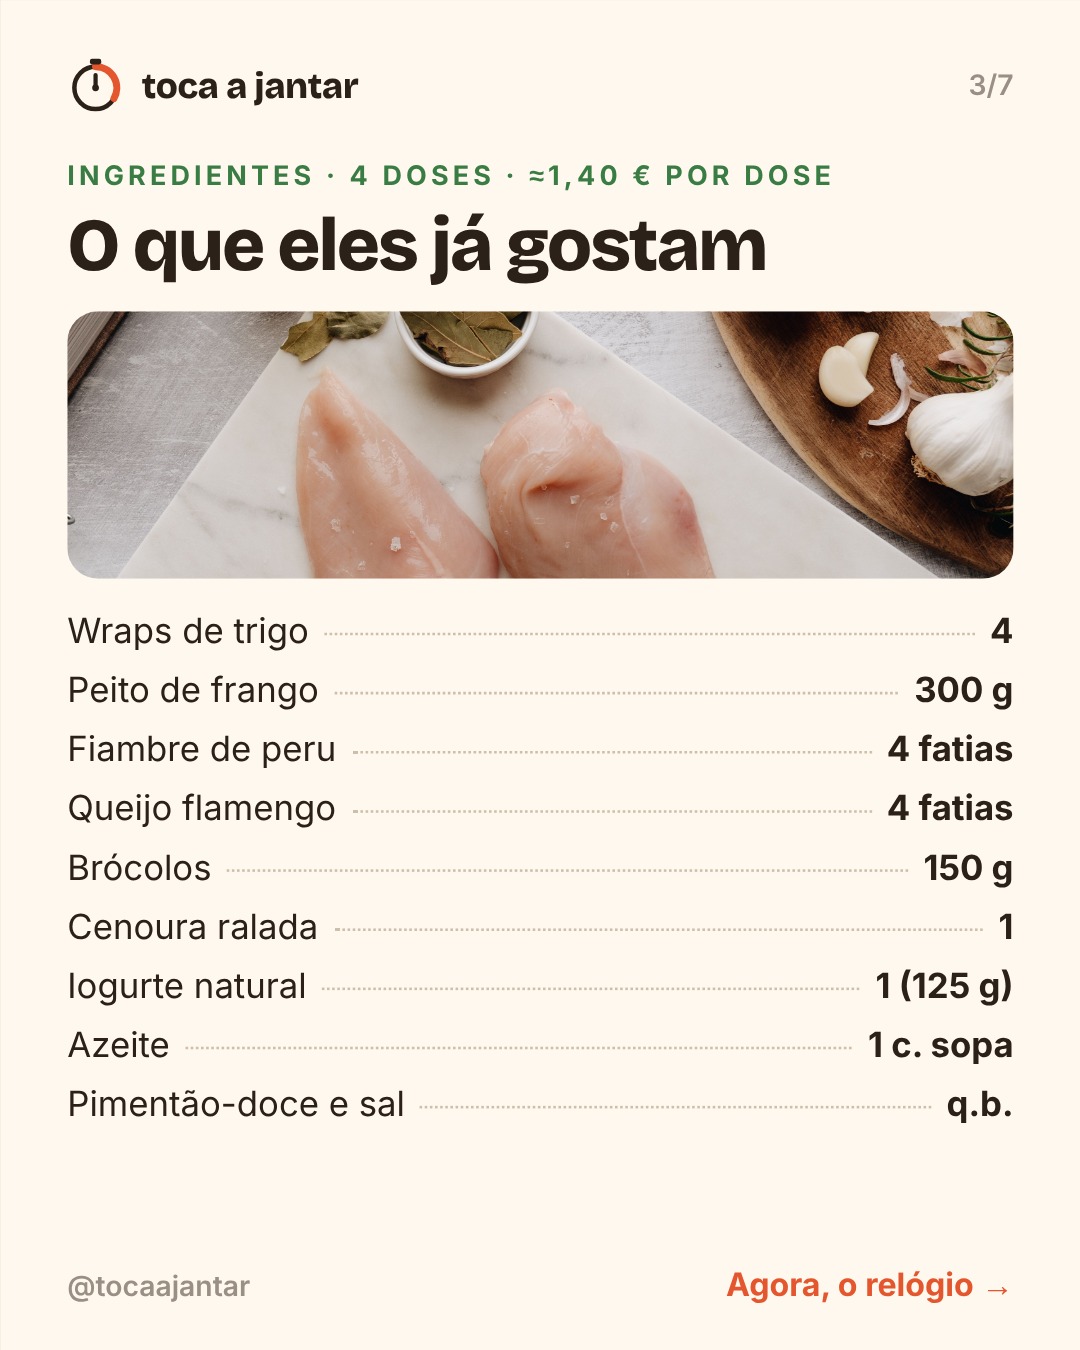 toca a jantar
3/7
INGREDIENTES · 4 DOSES · ≈1,40 € POR DOSE
O que eles já gostam
Wraps de trigo 4
Peito de frango 300 g
Fiambre de peru 4 fatias
Queijo flamengo 4 fatias
Brócolos 150 g
Cenoura ralada 1
Iogurte natural 1 (125 g)
Azeite 1 c. sopa
Pimentão-doce e sal q.b.
@tocaajantar
Agora, o relógio →